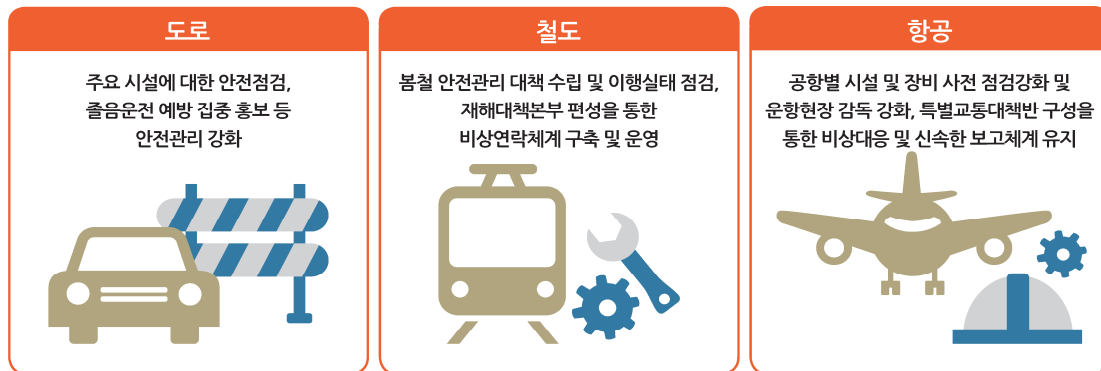 도로
주요 시설에 대한 안전점검,
졸음운전 예방 집중 홍보 등
안전관리 강화
철도
봄철 안전관리 대책 수립 및 이행실태 점검,
재해대책본부 편성을 통한
비상연락체계 구축 및 운영
항공
공항별 시설 및 장비 사전 점검강화 및
운항현장 감독 강화, 특별교통대책반 구성을
통한 비상대응 및 신속한 보고체계 유지